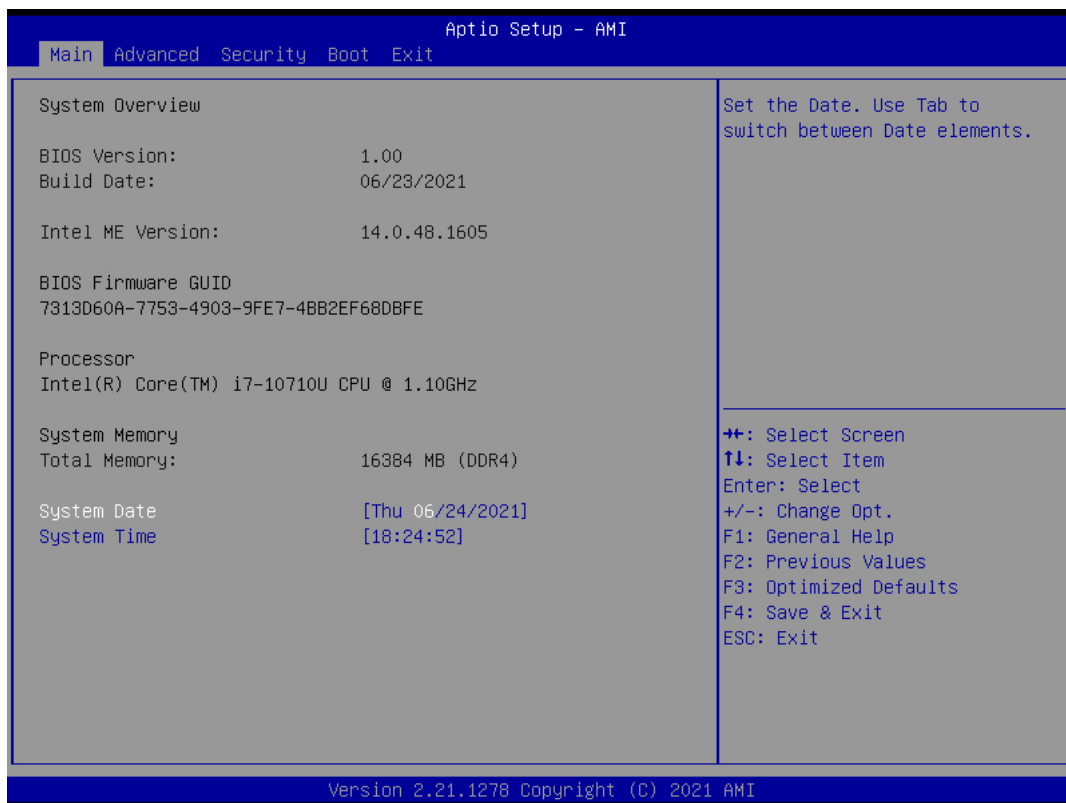 Aptio Setup – AMI
Main Advanced Security Boot Exit
System Overview
BIOS Version: 1.00
Build Date: 06/23/2021
Intel ME Version: 14.0.48.1605
BIOS Firmware GUID
7313D60A-7753-4903-9FE7-4BB2EF68DBFE
Processor
Intel(R) Core(TM) i7-10710U CPU @ 1.10GHz
System Memory
Total Memory: 16384 MB (DDR4)
System Date [Thu 06/24/2021]
System Time [18:24:52]
Set the Date. Use Tab to
switch between Date elements.
→←: Select Screen
↑↓: Select Item
Enter: Select
+/-: Change Opt.
F1: General Help
F2: Previous Values
F3: Optimized Defaults
F4: Save & Exit
ESC: Exit
Version 2.21.1278 Copyright (C) 2021 AMI